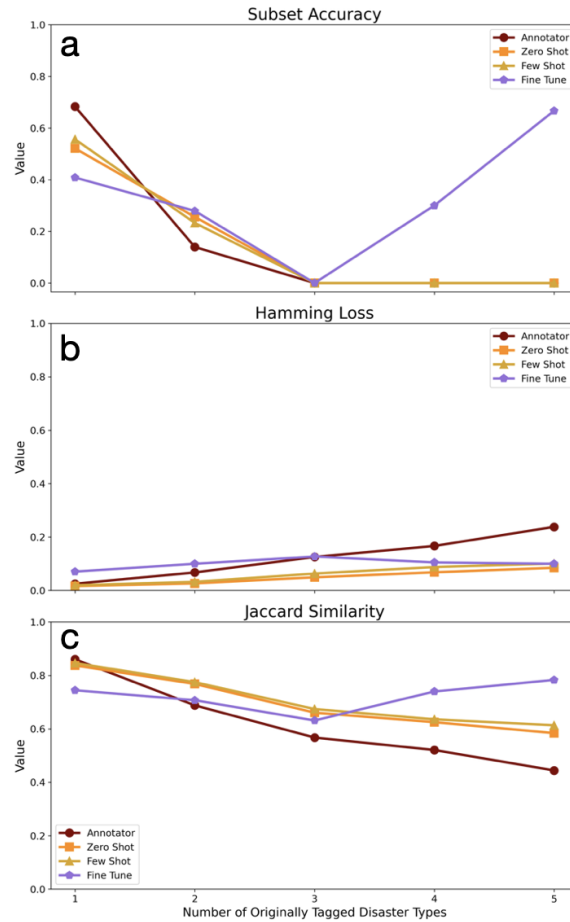 Subset Accuracy
a
1.0
0.8
0.6
0.4
0.2
0.0
Value
Annotator
Zero Shot
Few Shot
Fine Tune
Hamming Loss
b
1.0
0.8
0.6
0.4
0.2
0.0
Value
Annotator
Zero Shot
Few Shot
Fine Tune
Jaccard Similarity
c
1.0
0.8
0.6
0.4
0.2
0.0
Value
Annotator
Zero Shot
Few Shot
Fine Tune
1 2 3 4 5
Number of Originally Tagged Disaster Types